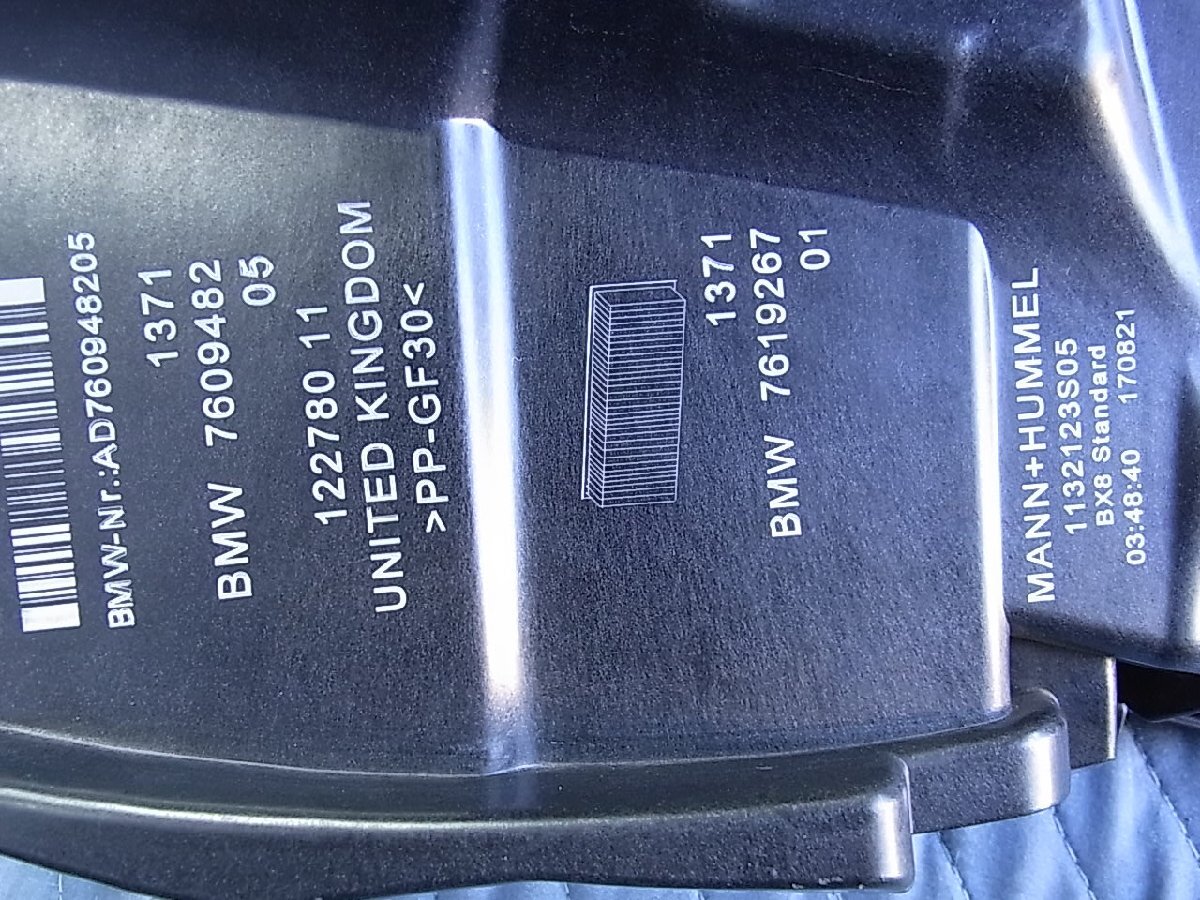 BMW-Nr.:AD760948205
1371
BMW 7609482
05
122780 11
UNITED KINGDOM
>PP-GF30<
1371
BMW 7619267
01
MANN+HUMMEL
1132123S05
BX8 Standard
03:48:40 170821